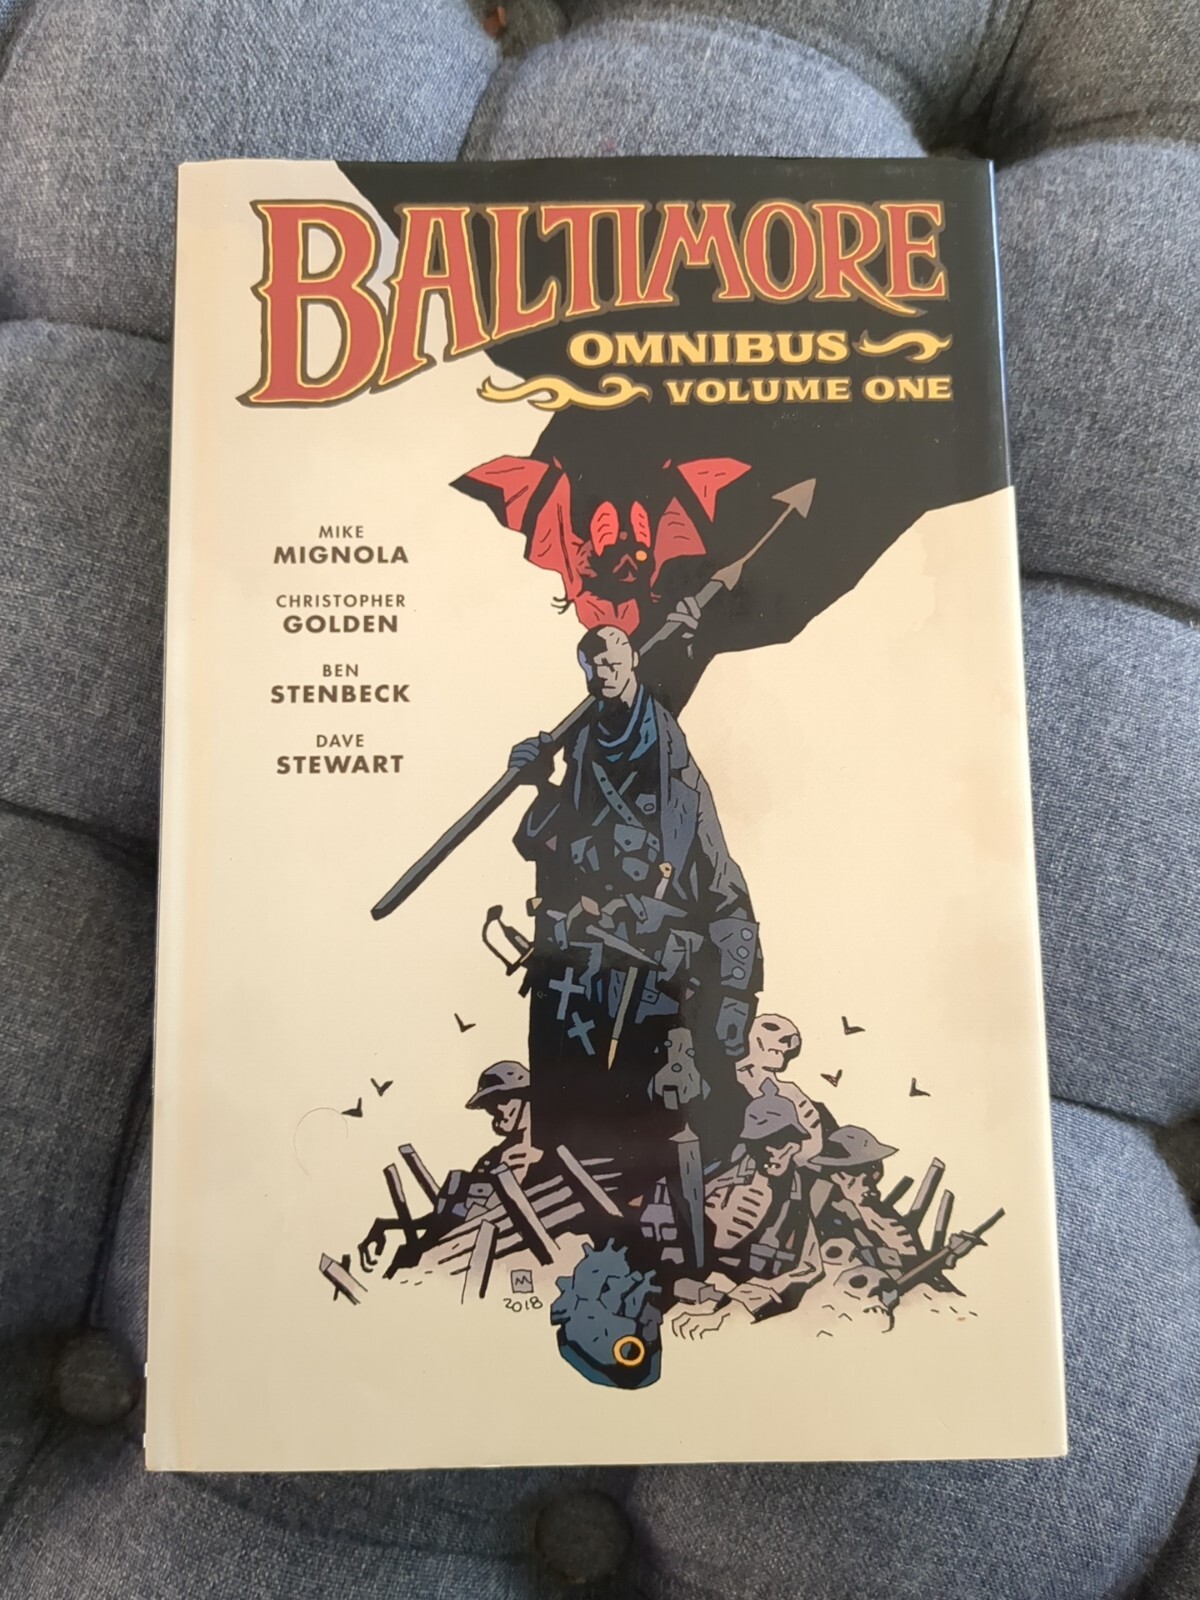 BALTIMORE
OMNIBUS
VOLUME ONE
MIKE
MIGNOLA
CHRISTOPHER
GOLDEN
BEN
STENBECK
DAVE
STEWART
M
2018